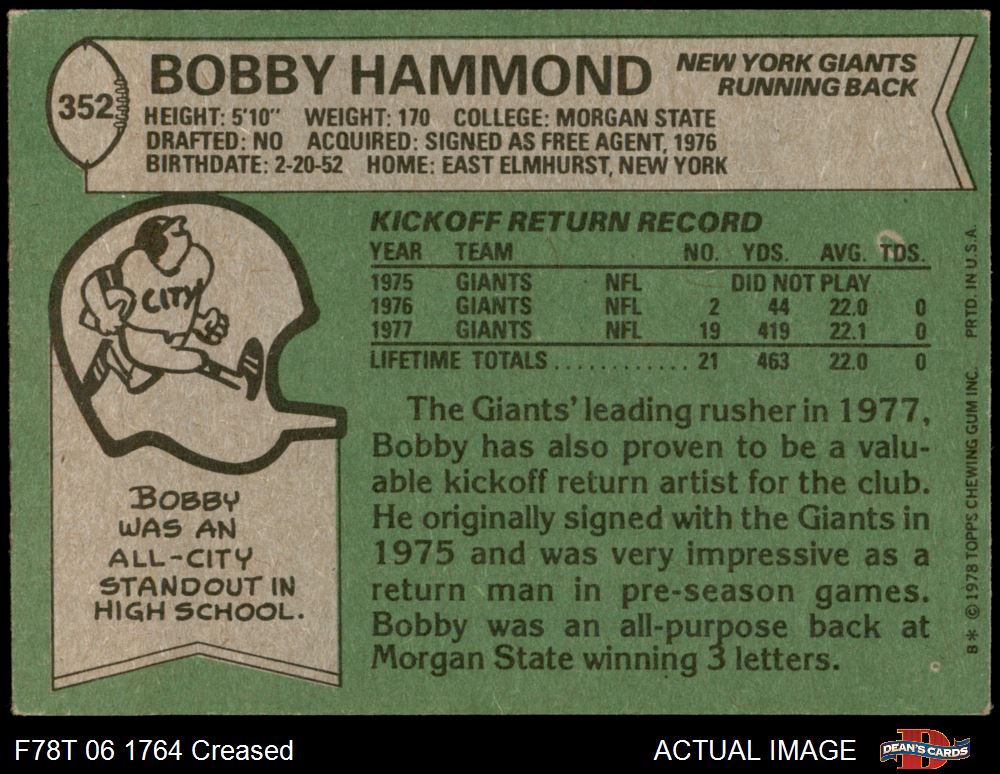 352
BOBBY HAMMOND
NEW YORK GIANTS
RUNNING BACK
HEIGHT: 5'10" WEIGHT: 170 COLLEGE: MORGAN STATE
DRAFTED: NO ACQUIRED: SIGNED AS FREE AGENT, 1976
BIRTHDATE: 2-20-52 HOME: EAST ELMHURST, NEW YORK
CITY
BOBBY
WAS AN
ALL-CITY
STANDOUT IN
HIGH SCHOOL.
KICKOFF RETURN RECORD
YEAR TEAM NO. YDS. AVG. TDS.
1975 GIANTS NFL DID NOT PLAY
1976 GIANTS NFL 2 44 22.0 0
1977 GIANTS NFL 19 419 22.1 0
LIFETIME TOTALS............ 21 463 22.0 0
The Giants' leading rusher in 1977,
Bobby has also proven to be a valu-
able kickoff return artist for the club.
He originally signed with the Giants in
1975 and was very impressive as a
return man in pre-season games.
Bobby was an all-purpose back at
Morgan State winning 3 letters.
B* © 1978 TOPPS CHEWING GUM INC. PRTD. IN U.S.A.
F78T 06 1764 Creased
ACTUAL IMAGE
DEAN'S CARDS